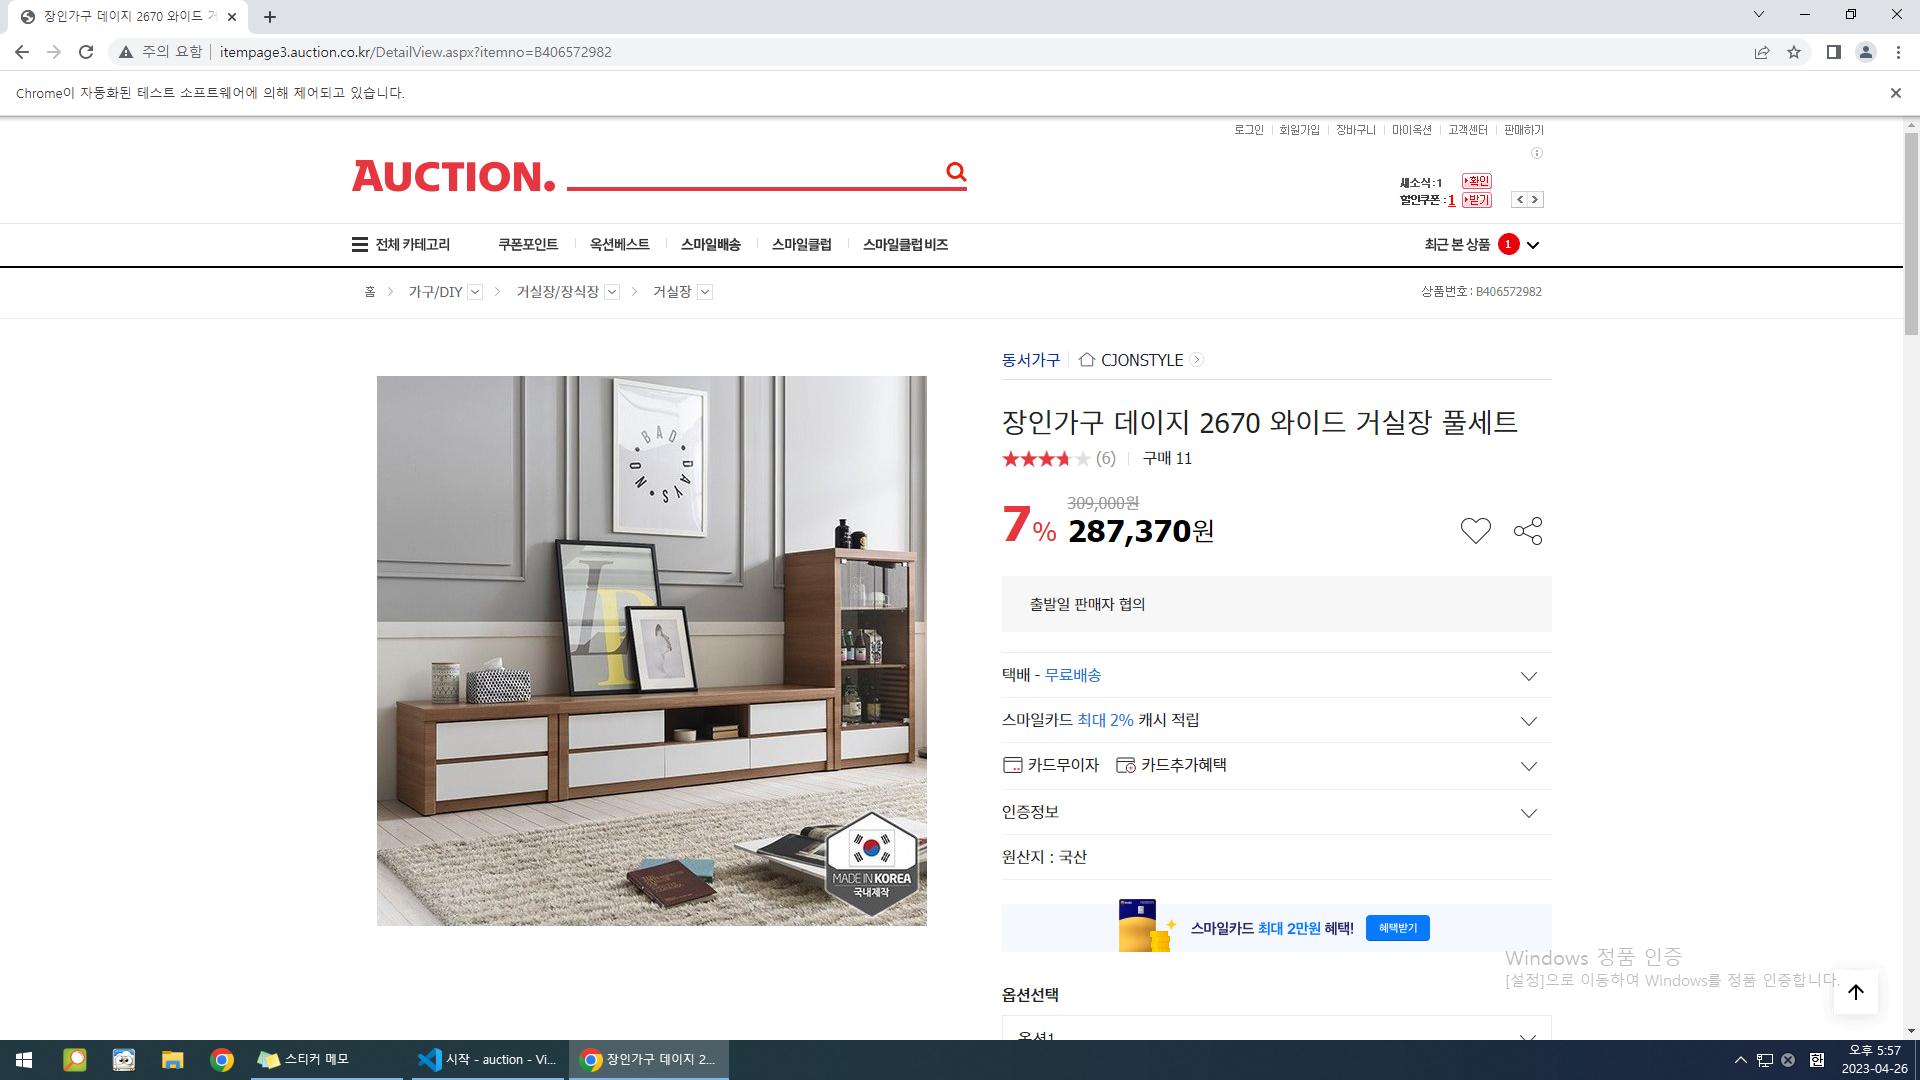 장인가구 데이지 2670 와이드 거
주의 요함
itempage3.auction.co.kr/DetailView.aspx?itemno=B406572982
Chrome이 자동화된 테스트 소프트웨어에 의해 제어되고 있습니다.
로그인 회원가입 장바구니 마이옥션 고객센터 판매하기
AUCTION.
새소식 : 1 확인
할인쿠폰 : 1 받기
전체 카테고리 쿠폰포인트 옥션베스트 스마일배송 스마일클럽 스마일클럽 비즈
최근 본 상품 1
홈 가구/DIY 거실장/장식장 거실장
상품번호 : B406572982
동서가구 CJONSTYLE
장인가구 데이지 2670 와이드 거실장 풀세트
(6) 구매 11
309,000원
7% 287,370원
출발일 판매자 협의
택배 - 무료배송
스마일카드 최대 2% 캐시 적립
카드무이자 카드추가혜택
인증정보
원산지 : 국산
스마일카드 최대 2만원 혜택! 혜택받기
옵션선택
옵션1
BAD DAYS NO
LP
MADE IN KOREA
국내제작
Windows 정품 인증
[설정]으로 이동하여 Windows를 정품 인증합니다.
스티커 메모
시작 - auction - Vi...
장인가구 데이지 2...
한
오후 5:57
2023-04-26